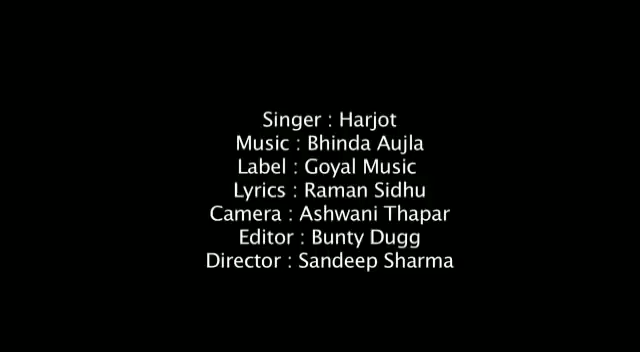 Singer : Harjot
Music : Bhinda Aujla
Label : Goyal Music
Lyrics : Raman Sidhu
Camera : Ashwani Thapar
Editor : Bunty Dugg
Director : Sandeep Sharma